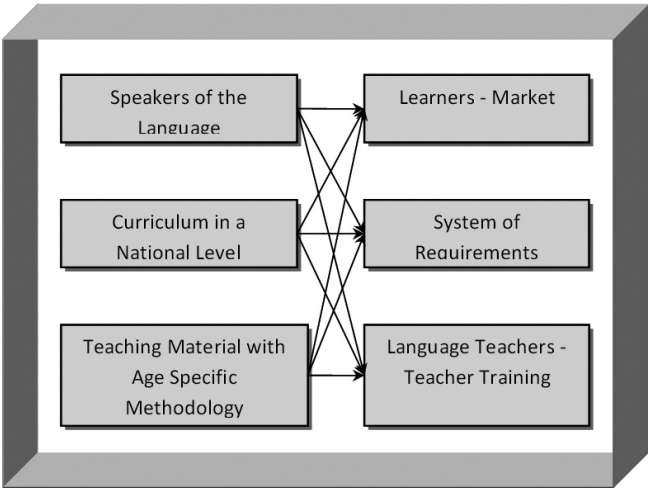 Speakers of the
Language
Learners - Market
Curriculum in a
National Level
System of
Requirements
Teaching Material with
Age Specific
Methodology
Language Teachers -
Teacher Training